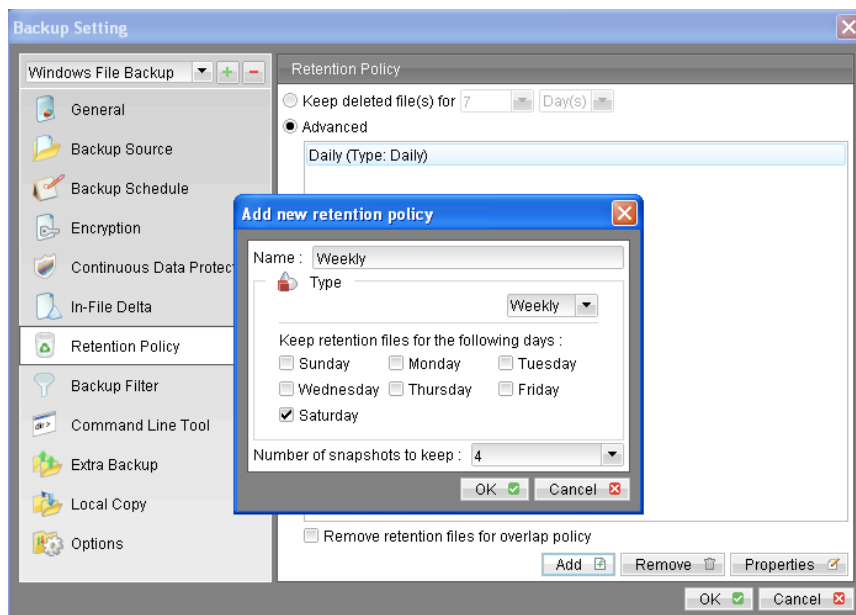 Backup Setting
Windows File Backup
General
Backup Source
Backup Schedule
Encryption
Continuous Data Protec
In-File Delta
Retention Policy
Backup Filter
Command Line Tool
Extra Backup
Local Copy
Options
Retention Policy
Keep deleted file(s) for 7 Day(s)
Advanced
Daily (Type: Daily)
Add new retention policy
Name : Weekly
Type
Weekly
Keep retention files for the following days :
Sunday Monday Tuesday
Wednesday Thursday Friday
Saturday
Number of snapshots to keep : 4
OK Cancel
Remove retention files for overlap policy
Add Remove Properties
OK Cancel